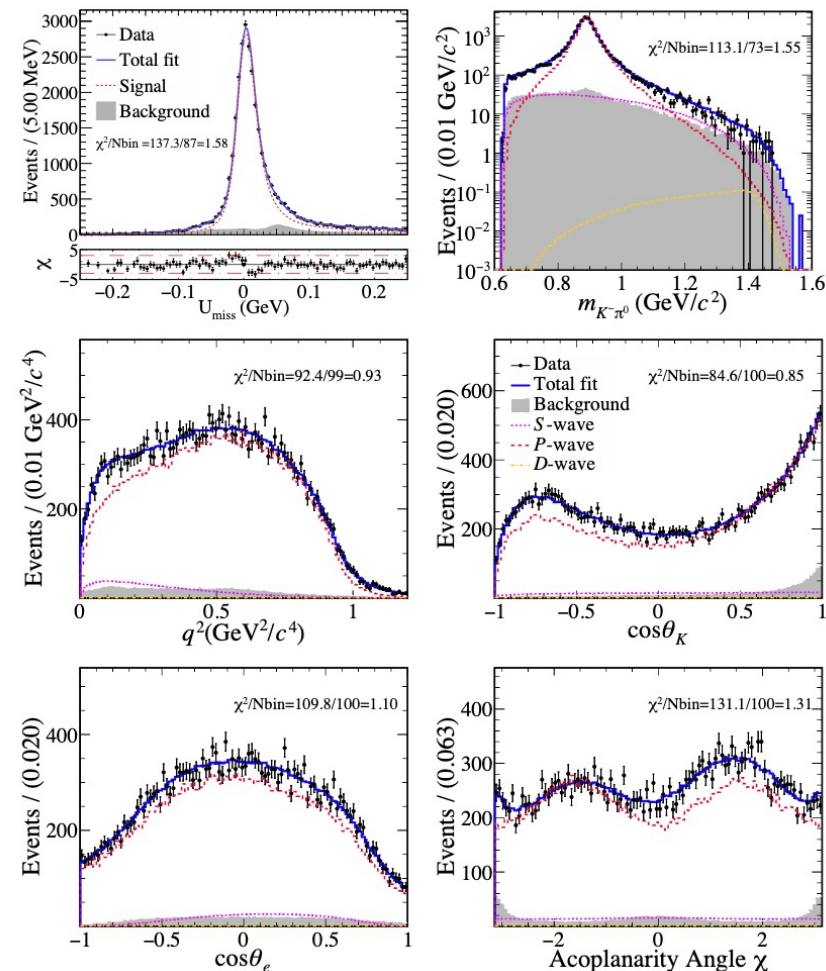 Events / (5.00 MeV)
3000
2500
2000
1500
1000
500
0
Data
Total fit
Signal
Background
χ²/Nbin =137.3/87=1.58
χ
5
0
−5
−0.2 −0.1 0 0.1 0.2
U_miss (GeV)
Events / (0.01 GeV/c²)
10³
10²
10
1
10⁻¹
10⁻²
10⁻³
χ²/Nbin=113.1/73=1.55
0.6 0.8 1 1.2 1.4 1.6
m_K⁻π⁰ (GeV/c²)
Events / (0.01 GeV²/c⁴)
400
200
χ²/Nbin=92.4/99=0.93
0 0.5 1
q²(GeV²/c⁴)
Events / (0.020)
600
400
200
Data
Total fit
Background
S-wave
P-wave
D-wave
χ²/Nbin=84.6/100=0.85
−1 −0.5 0 0.5 1
cosθ_K
Events / (0.020)
400
200
χ²/Nbin=109.8/100=1.10
−1 −0.5 0 0.5 1
cosθ_e
Events / (0.063)
400
300
200
100
χ²/Nbin=131.1/100=1.31
−2 0 2
Acoplanarity Angle χ